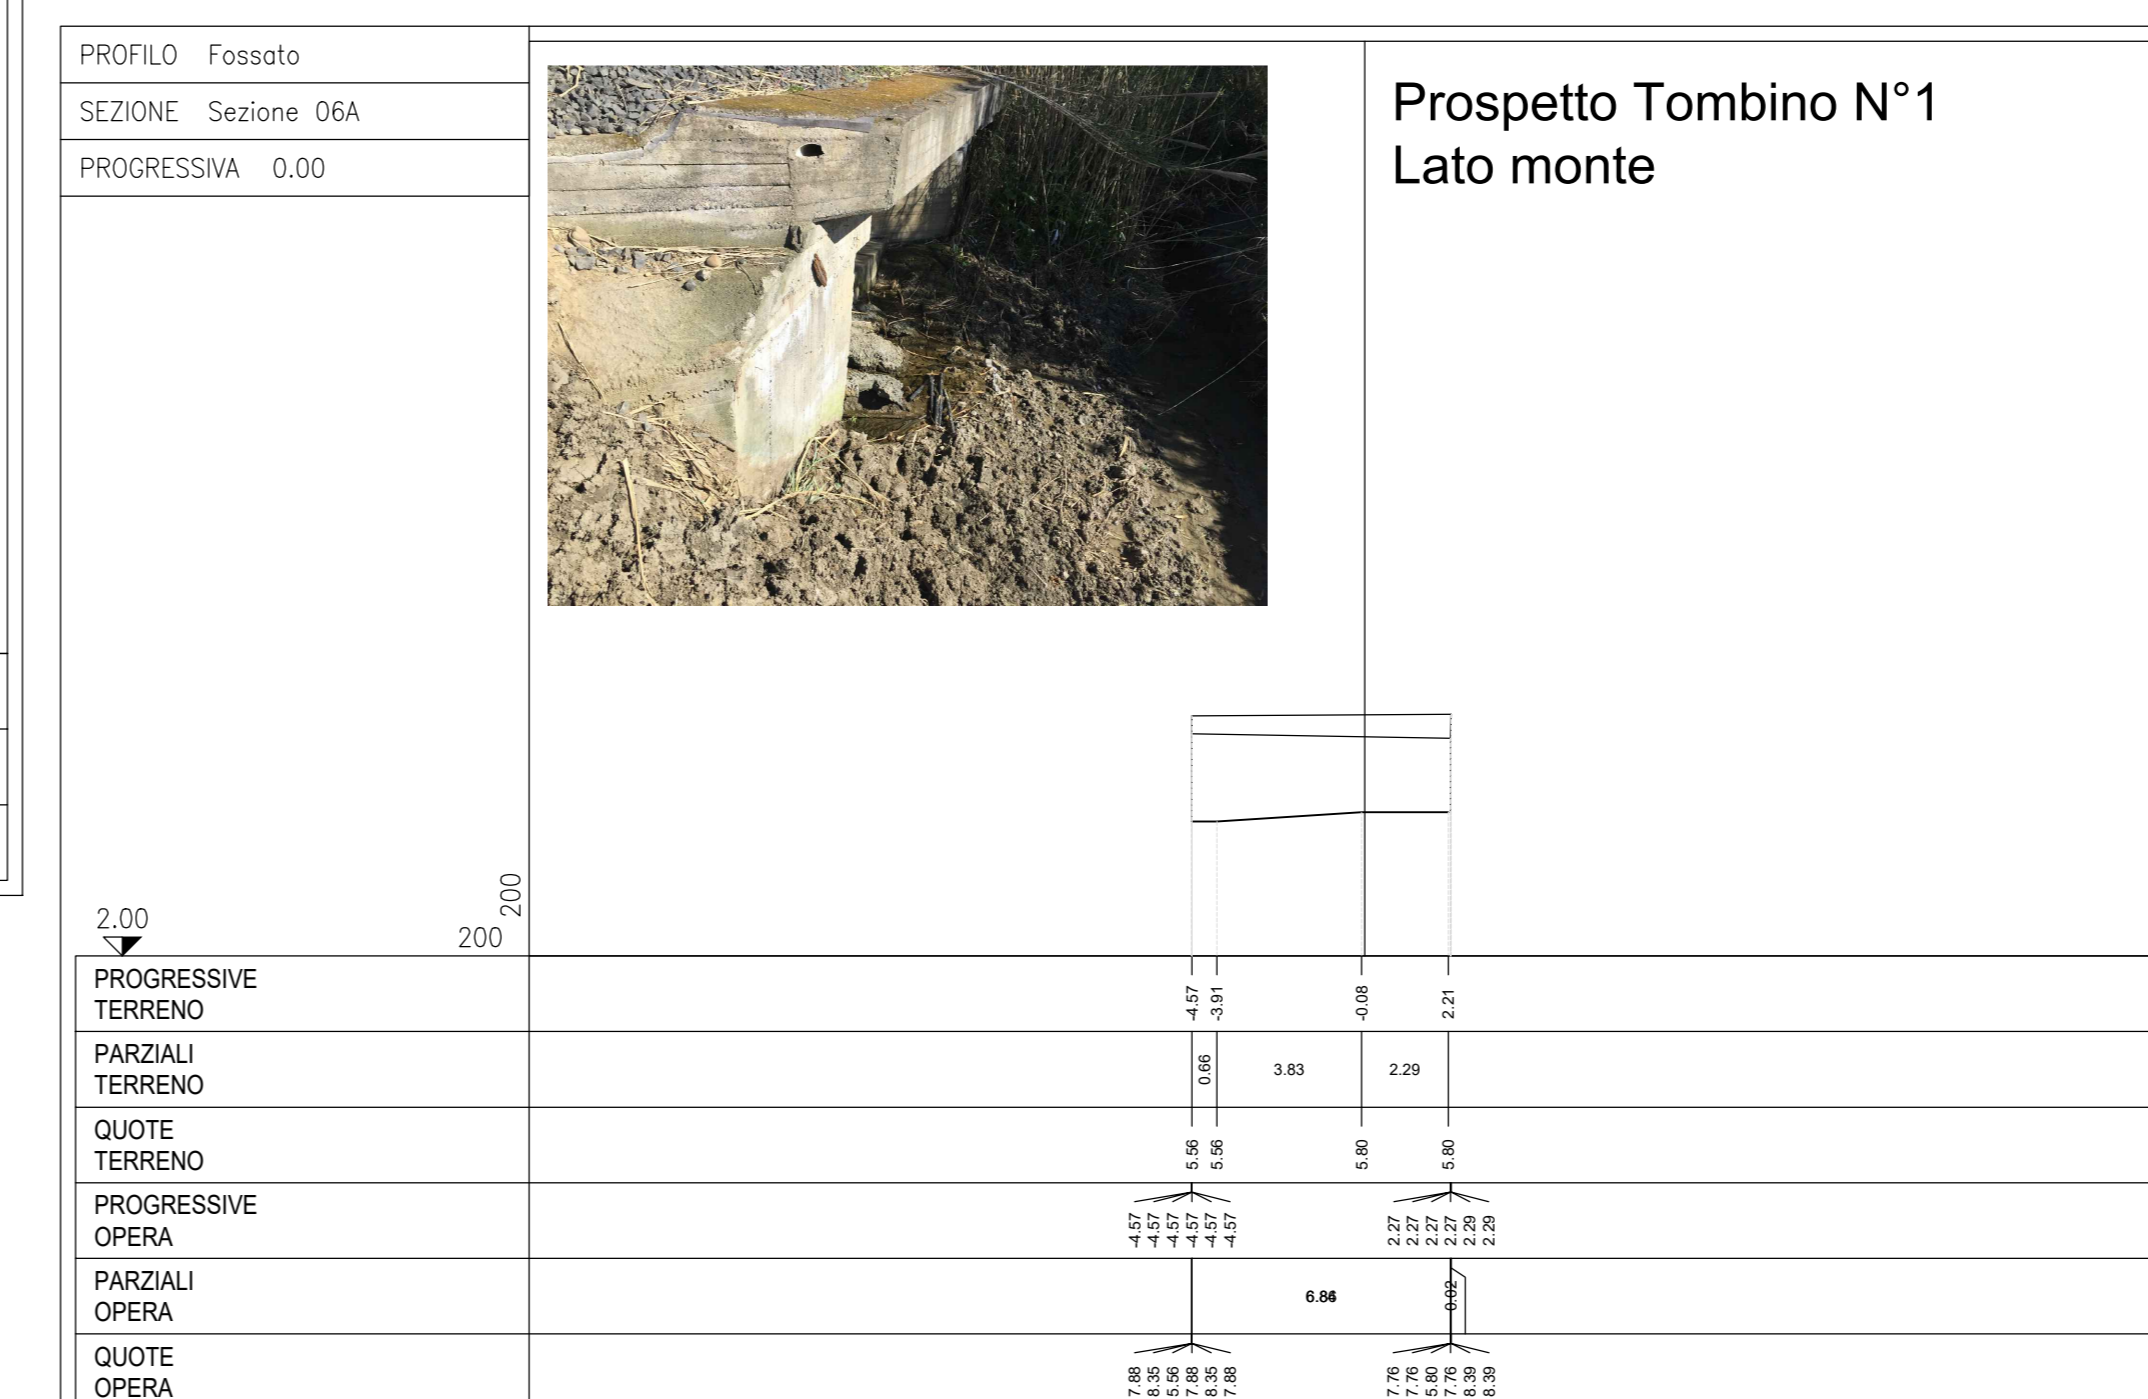 PROFILO Fossato
SEZIONE Sezione 06A
PROGRESSIVA 0.00
Prospetto Tombino N°1
Lato monte
200
2.00
200
PROGRESSIVE
TERRENO
-4.57 -3.91 -0.08 2.21
PARZIALI
TERRENO
0.66 3.83 2.29
QUOTE
TERRENO
5.56 5.56 5.80 5.80
PROGRESSIVE
OPERA
-4.57 -4.57 -4.57 -4.57 -4.57 -4.57 2.27 2.27 2.27 2.27 2.29 2.29
PARZIALI
OPERA
0.02
QUOTE
OPERA
7.88 8.35 5.56 7.88 8.35 7.88 7.76 7.76 5.80 7.76 8.39 8.39